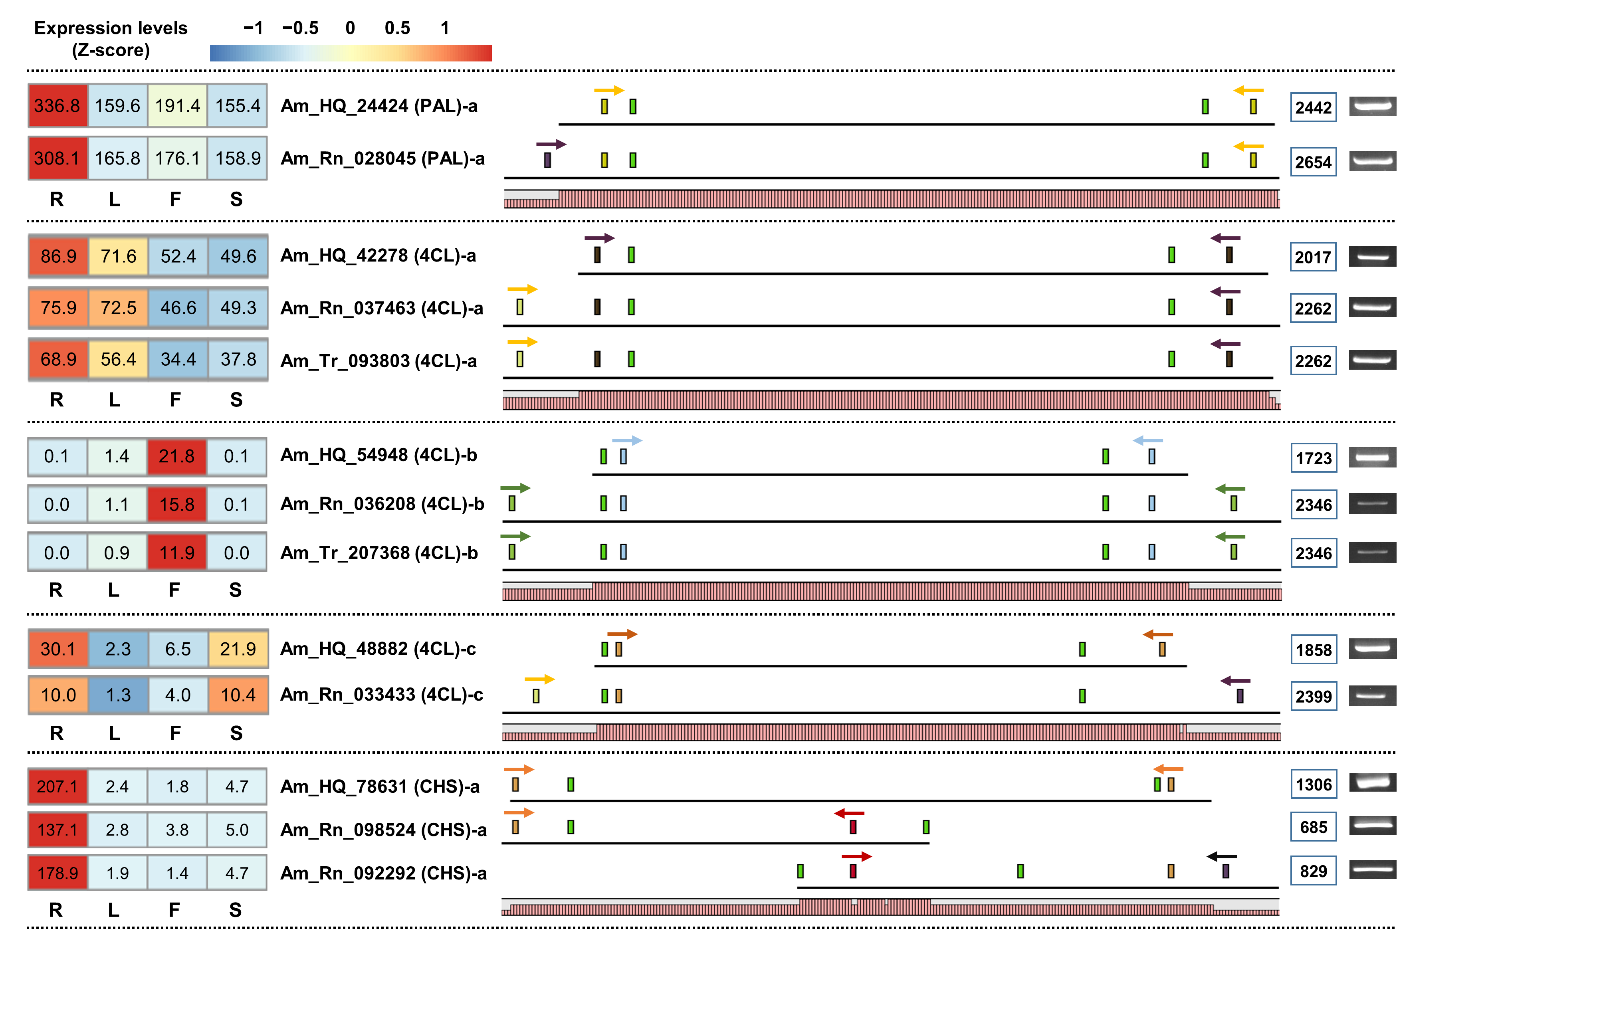 Expression levels
(Z-score)
−1 −0.5 0 0.5 1
336.8 159.6 191.4 155.4 Am_HQ_24424 (PAL)-a 2442
308.1 165.8 176.1 158.9 Am_Rn_028045 (PAL)-a 2654
R L F S
86.9 71.6 52.4 49.6 Am_HQ_42278 (4CL)-a 2017
75.9 72.5 46.6 49.3 Am_Rn_037463 (4CL)-a 2262
68.9 56.4 34.4 37.8 Am_Tr_093803 (4CL)-a 2262
R L F S
0.1 1.4 21.8 0.1 Am_HQ_54948 (4CL)-b 1723
0.0 1.1 15.8 0.1 Am_Rn_036208 (4CL)-b 2346
0.0 0.9 11.9 0.0 Am_Tr_207368 (4CL)-b 2346
R L F S
30.1 2.3 6.5 21.9 Am_HQ_48882 (4CL)-c 1858
10.0 1.3 4.0 10.4 Am_Rn_033433 (4CL)-c 2399
R L F S
207.1 2.4 1.8 4.7 Am_HQ_78631 (CHS)-a 1306
137.1 2.8 3.8 5.0 Am_Rn_098524 (CHS)-a 685
178.9 1.9 1.4 4.7 Am_Rn_092292 (CHS)-a 829
R L F S